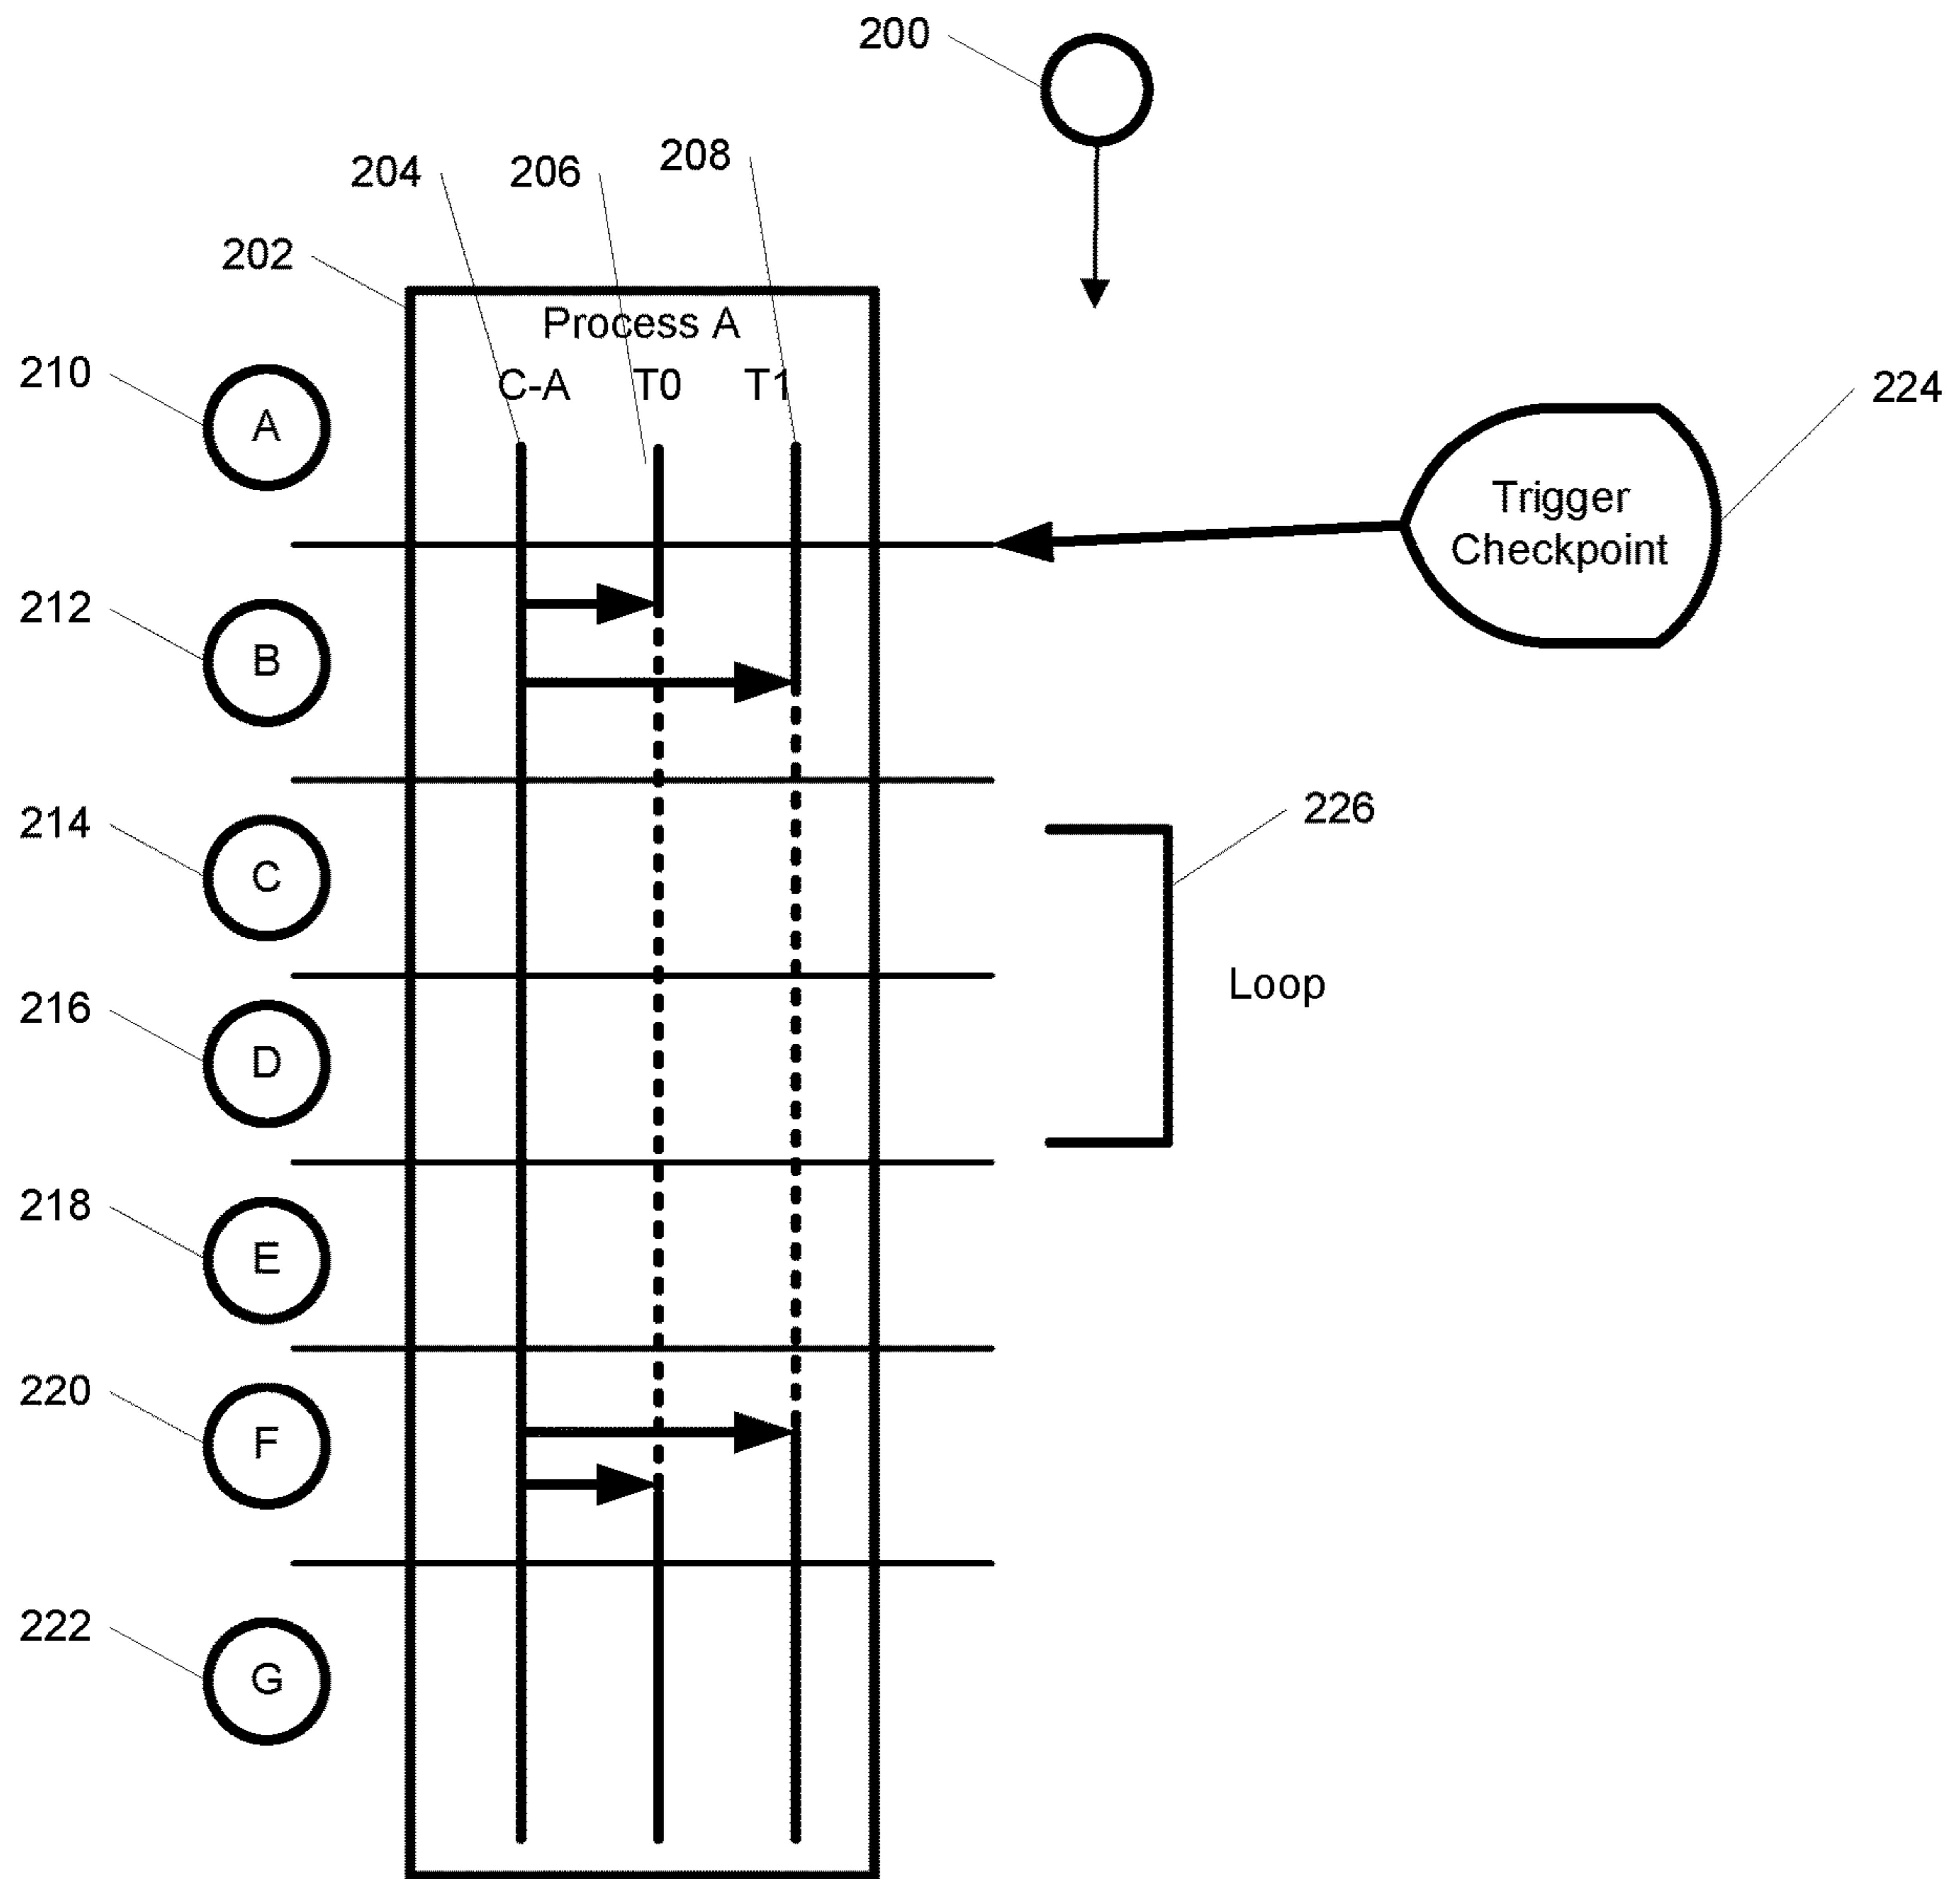 200
204 206 208
202
Process A
C-A T0 T1
210
A
224
Trigger
Checkpoint
212
B
214
C
226
Loop
216
D
218
E
220
F
222
G